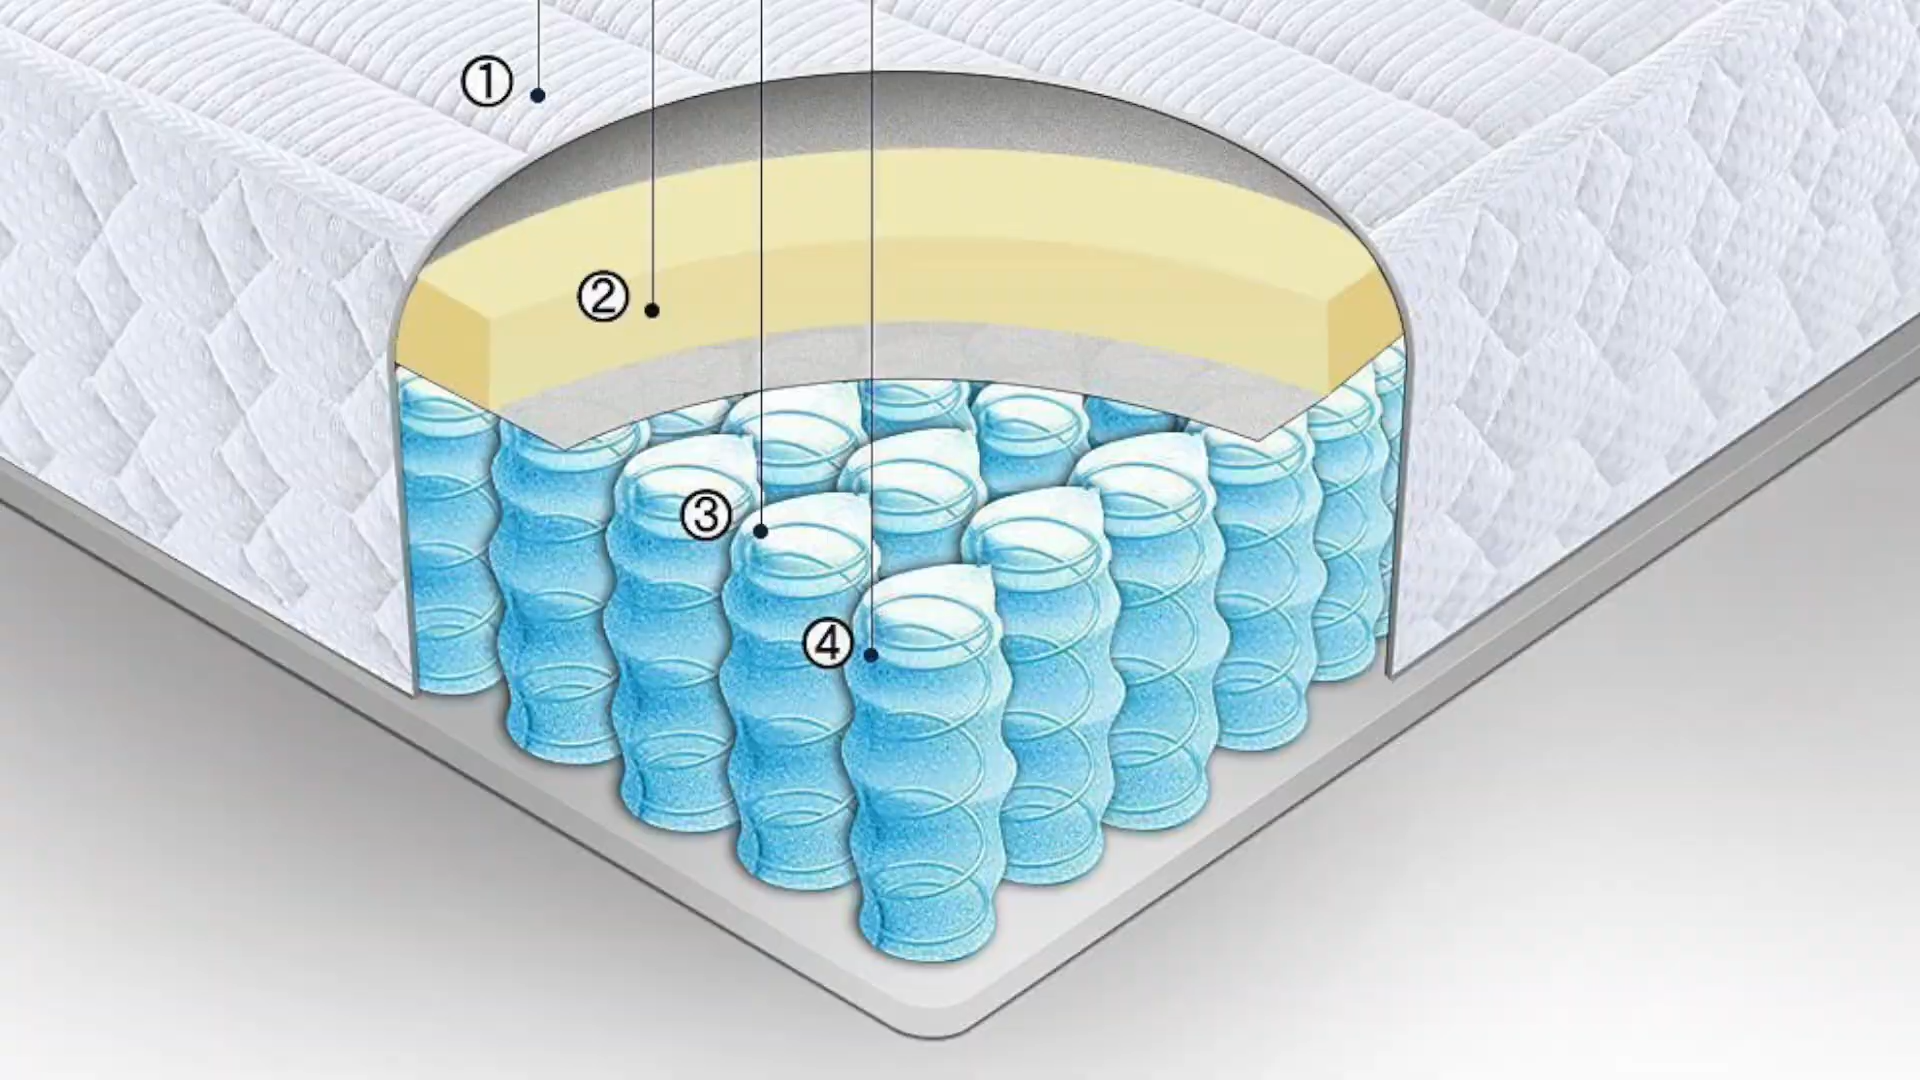 ①
②
③
④